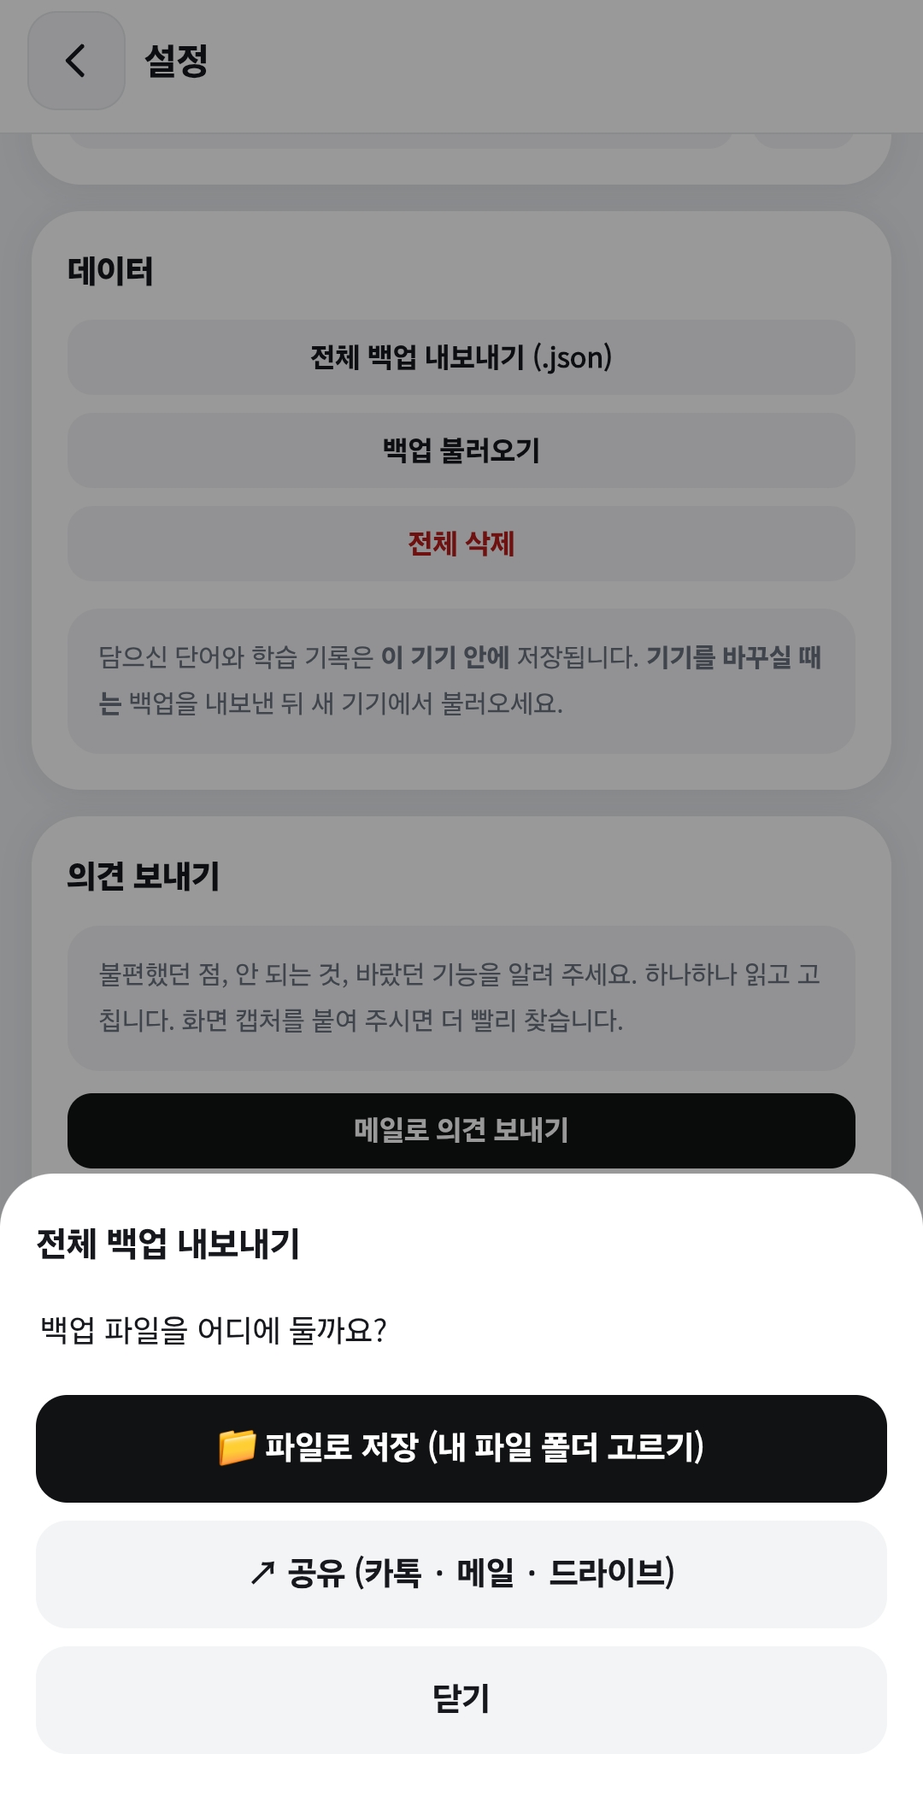 설정
데이터
전체 백업 내보내기 (.json)
백업 불러오기
전체 삭제
담으신 단어와 학습 기록은 이 기기 안에 저장됩니다. 기기를 바꾸실 때
는 백업을 내보낸 뒤 새 기기에서 불러오세요.
의견 보내기
불편했던 점, 안 되는 것, 바랐던 기능을 알려 주세요. 하나하나 읽고 고
칩니다. 화면 캡처를 붙여 주시면 더 빨리 찾습니다.
메일로 의견 보내기
전체 백업 내보내기
백업 파일을 어디에 둘까요?
📁 파일로 저장 (내 파일 폴더 고르기)
↗ 공유 (카톡 · 메일 · 드라이브)
닫기